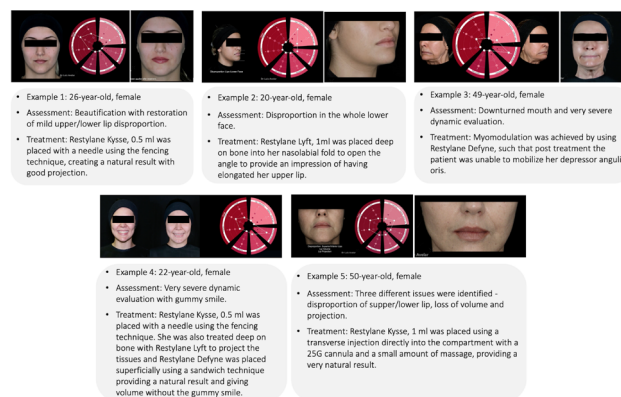 • Example 1: 26-year-old, female
• Assessment: Beautification with restoration
of mild upper/lower lip disproportion.
• Treatment: Restylane Kysse, 0.5 ml was
placed with a needle using the fencing
technique, creating a natural result with
good projection.
• Example 2: 20-year-old, female
• Assessment: Disproportion in the whole lower
face.
• Treatment: Restylane Lyft, 1ml was placed deep
on bone into her nasolabial fold to open the
angle to provide an impression of having
elongated her upper lip.
• Example 3: 49-year-old, female
• Assessment: Downturned mouth and very severe
dynamic evaluation.
• Treatment: Myomodulation was achieved by using
Restylane Defyne, such that post treatment the
patient was unable to mobilize her depressor anguli
oris.
• Example 4: 22-year-old, female
• Assessment: Very severe dynamic
evaluation with gummy smile.
• Treatment: Restylane Kysse, 0.5 ml was
placed with a needle using the fencing
technique. She was also treated deep on
bone with Restylane Lyft to project the
tissues and Restylane Defyne was placed
superficially using a sandwich technique
providing a natural result and giving
volume without the gummy smile.
• Example 5: 50-year-old, female
• Assessment: Three different issues were identified -
disproportion of supper/lower lip, loss of volume and
projection.
• Treatment: Restylane Kysse, 1 ml was placed using a
transverse injection directly into the compartment with a
25G cannula and a small amount of massage, providing a
very natural result.